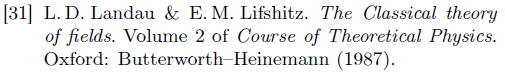 [31] L. D. Landau & E. M. Lifshitz. The Classical theory
of fields. Volume 2 of Course of Theoretical Physics.
Oxford: Butterworth–Heinemann (1987).